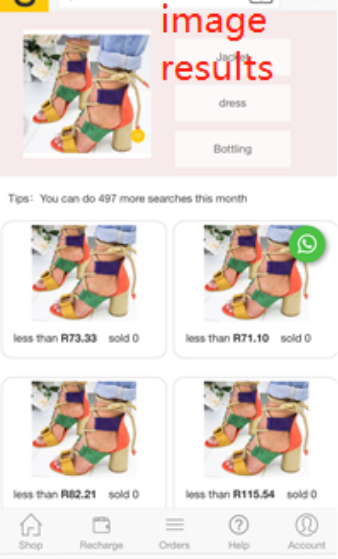 image
results
Jacket
dress
Bottling
Tips: You can do 497 more searches this month
less than R73.33 sold 0
less than R71.10 sold 0
less than R82.21 sold 0
less than R115.54 sold 0
Shop
Recharge
Orders
Help
Account